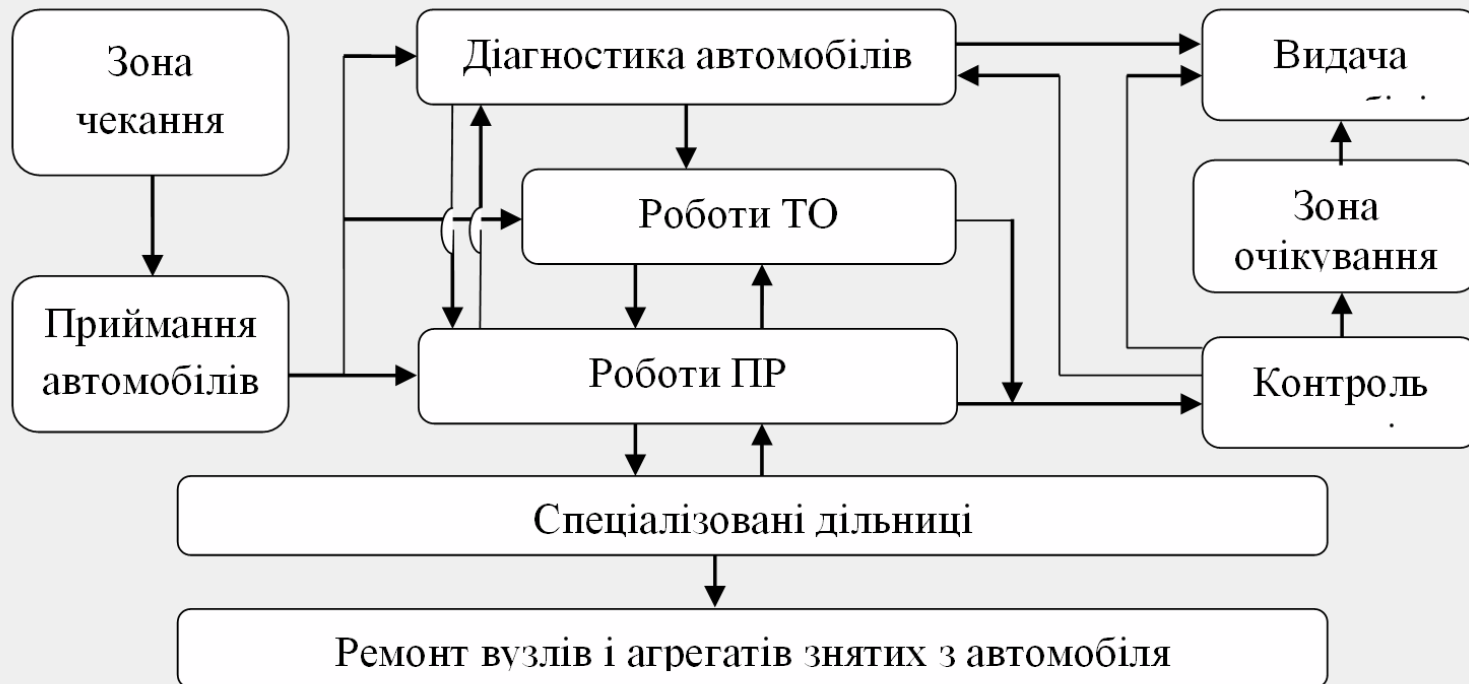 Зона
чекання
Діагностика автомобілів
Видача
Роботи ТО
Зона
очікування
Приймання
автомобілів
Роботи ПР
Контроль
Спеціалізовані дільниці
Ремонт вузлів і агрегатів знятих з автомобіля